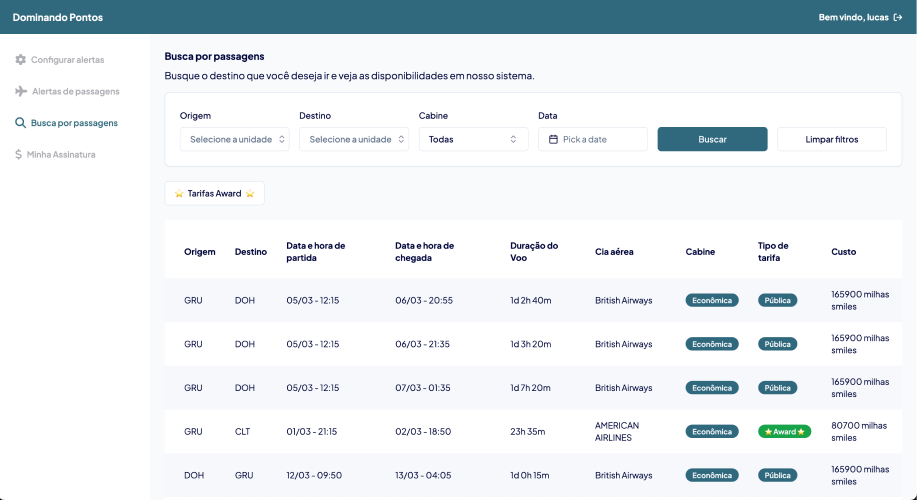 Dominando Pontos
Bem vindo, lucas
Configurar alertas
Alertas de passagens
Busca por passagens
Minha Assinatura
Busca por passagens
Busque o destino que você deseja ir e veja as disponibilidades em nosso sistema.
Origem Destino Cabine Data
Selecione a unidade Selecione a unidade Todas Pick a date Buscar Limpar filtros
Tarifas Award
Origem Destino Data e hora de partida Data e hora de chegada Duração do Voo Cia aérea Cabine Tipo de tarifa Custo
GRU DOH 05/03 - 12:15 06/03 - 20:55 1d 2h 40m British Airways Econômica Pública 165900 milhas smiles
GRU DOH 05/03 - 12:15 06/03 - 21:35 1d 3h 20m British Airways Econômica Pública 165900 milhas smiles
GRU DOH 05/03 - 12:15 07/03 - 01:35 1d 7h 20m British Airways Econômica Pública 165900 milhas smiles
GRU CLT 01/03 - 21:15 02/03 - 18:50 23h 35m AMERICAN AIRLINES Econômica Award 80700 milhas smiles
DOH GRU 12/03 - 09:50 13/03 - 04:05 1d 0h 15m British Airways Econômica Pública 165900 milhas smiles